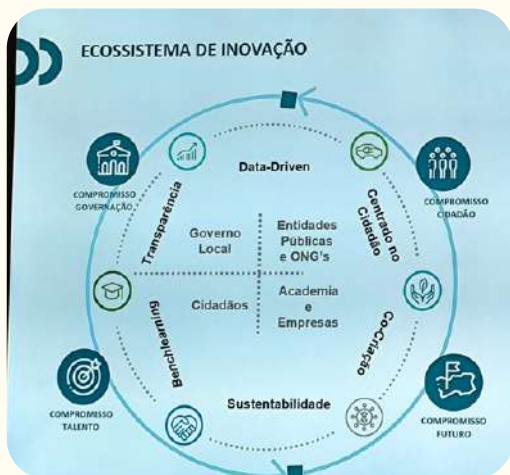 ECOSSISTEMA DE INOVAÇÃO
Data-Driven
COMPROMISSO
GOVERNAÇÃO
COMPROMISSO
CIDADÃO
Transparência
Centrado no
Cidadão
Governo
Local
Entidades
Públicas
e ONG's
Cidadãos
Academia
e
Empresas
Benchlearning
Co-Criação
Sustentabilidade
COMPROMISSO
TALENTO
COMPROMISSO
FUTURO